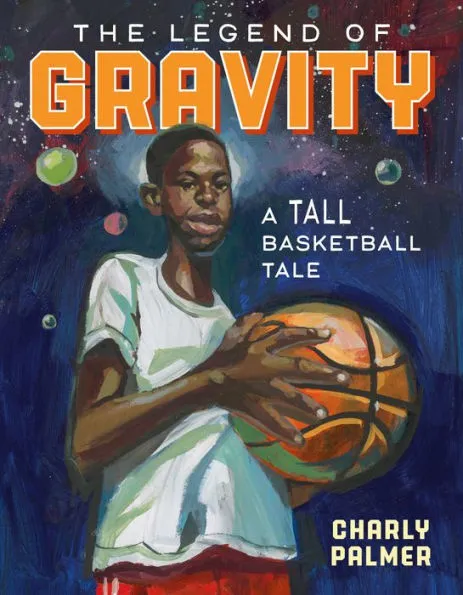 THE LEGEND OF
GRAVITY
A TALL
BASKETBALL
TALE
CHARLY
PALMER